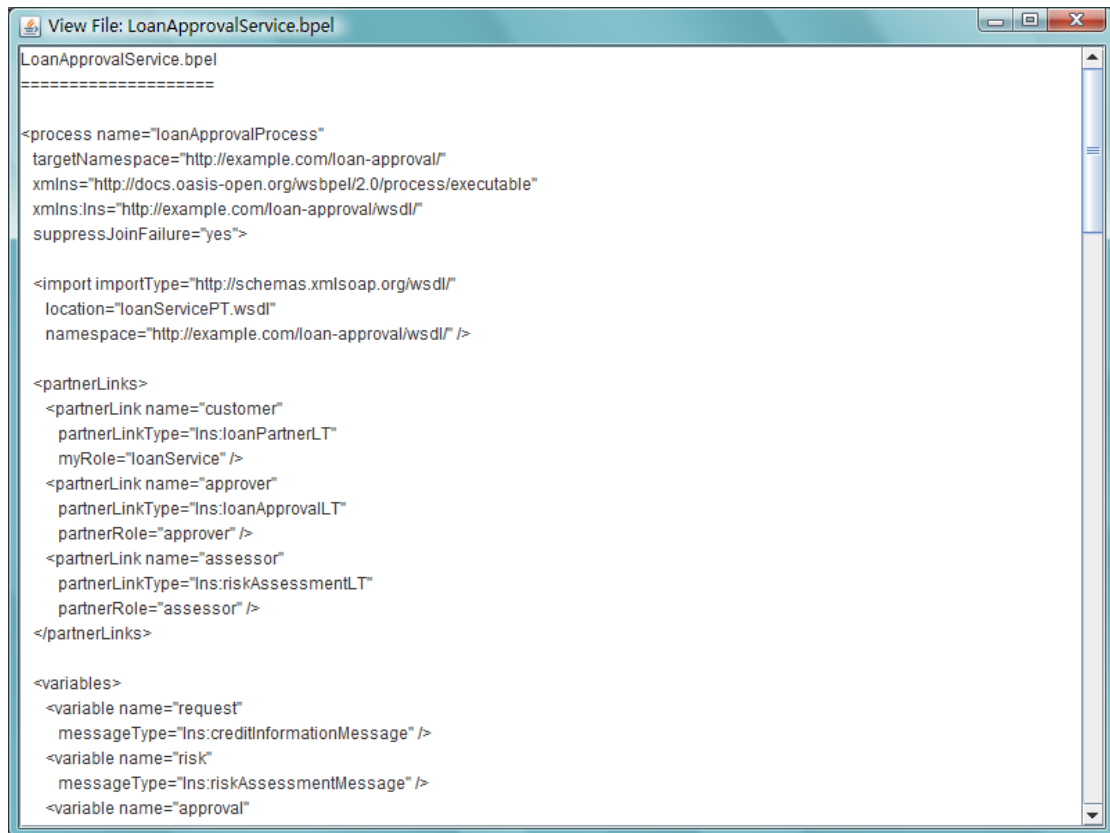 View File: LoanApprovalService.bpel
LoanApprovalService.bpel
====================
<process name="loanApprovalProcess"
targetNamespace="http://example.com/loan-approval/"
xmlns="http://docs.oasis-open.org/wsbpel/2.0/process/executable"
xmlns:lns="http://example.com/loan-approval/wsdl/"
suppressJoinFailure="yes">
<import importType="http://schemas.xmlsoap.org/wsdl/"
location="loanServicePT.wsdl"
namespace="http://example.com/loan-approval/wsdl/" />
<partnerLinks>
<partnerLink name="customer"
partnerLinkType="lns:loanPartnerLT"
myRole="loanService" />
<partnerLink name="approver"
partnerLinkType="lns:loanApprovalLT"
partnerRole="approver" />
<partnerLink name="assessor"
partnerLinkType="lns:riskAssessmentLT"
partnerRole="assessor" />
</partnerLinks>
<variables>
<variable name="request"
messageType="lns:creditInformationMessage" />
<variable name="risk"
messageType="lns:riskAssessmentMessage" />
<variable name="approval"